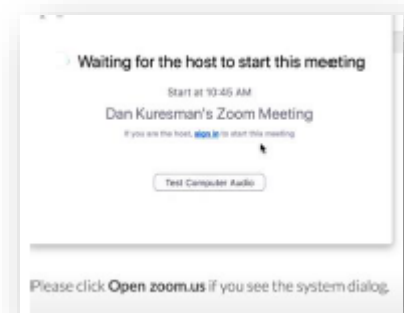 Waiting for the host to start this meeting
Start at 10:45 AM
Dan Kuresman's Zoom Meeting
If you are the host, sign in to start this meeting
Test Computer Audio
Please click Open zoom.us if you see the system dialog.